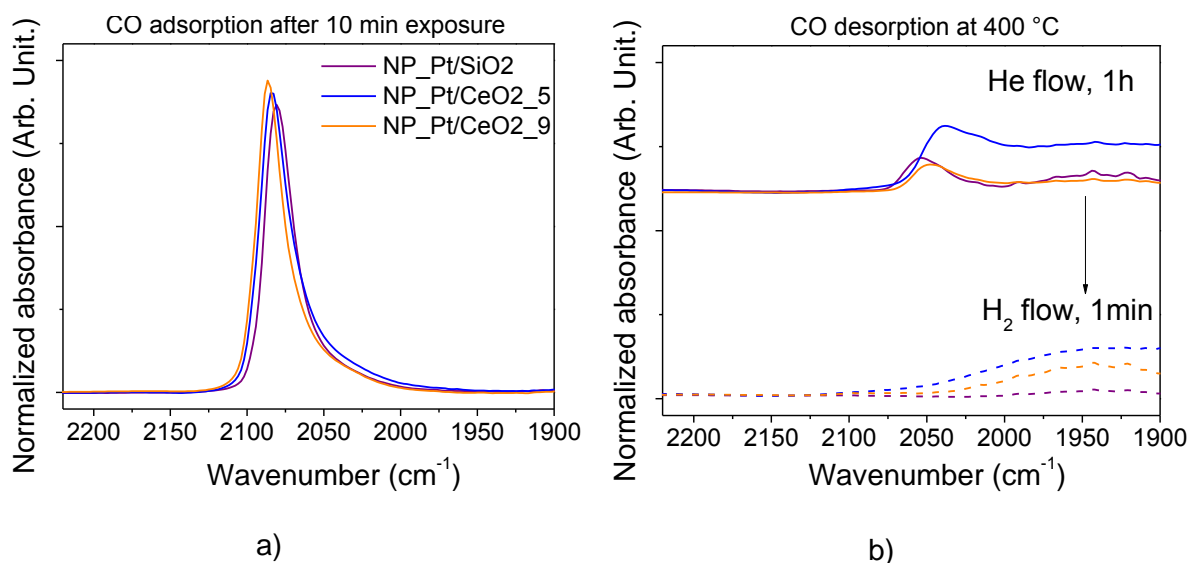 CO adsorption after 10 min exposure
Normalized absorbance (Arb. Unit.)
NP_Pt/SiO2
NP_Pt/CeO2_5
NP_Pt/CeO2_9
2200 2150 2100 2050 2000 1950 1900
Wavenumber (cm⁻¹)
a)
CO desorption at 400 °C
Normalized absorbance (Arb. Unit.)
He flow, 1h
H₂ flow, 1min
2200 2150 2100 2050 2000 1950 1900
Wavenumber (cm⁻¹)
b)